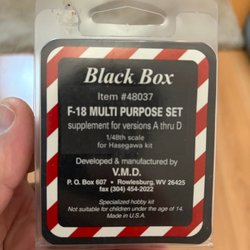 Black Box
Item #48037
F-18 MULTI PURPOSE SET
supplement for versions A thru D
1/48th scale
for Hasegawa kit
Developed & manufactured by
V.M.D.
P. O. Box 607 • Rowlesburg, WV 26425
fax (304) 454-2022
Specialized hobby kit
Not suitable for children under the age of 14.
Made in U.S.A.